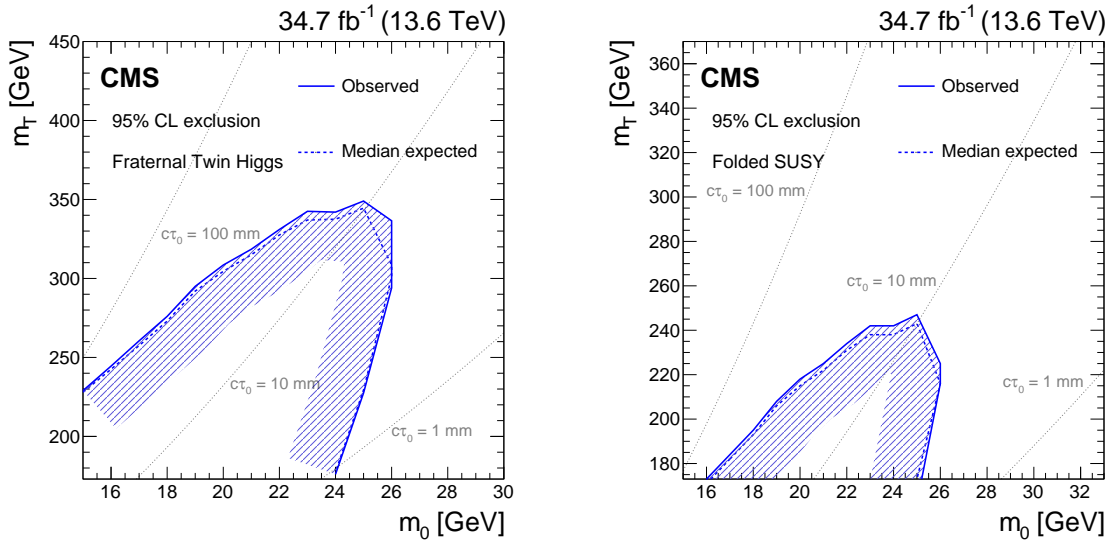 34.7 fb⁻¹ (13.6 TeV)
CMS
Observed
95% CL exclusion
Median expected
Fraternal Twin Higgs
cτ₀ = 100 mm
cτ₀ = 10 mm
cτ₀ = 1 mm
m_T [GeV]
450
400
350
300
250
200
16 18 20 22 24 26 28 30
m₀ [GeV]
34.7 fb⁻¹ (13.6 TeV)
CMS
Observed
95% CL exclusion
Median expected
Folded SUSY
cτ₀ = 100 mm
cτ₀ = 10 mm
cτ₀ = 1 mm
m_T [GeV]
360
340
320
300
280
260
240
220
200
180
16 18 20 22 24 26 28 30 32
m₀ [GeV]